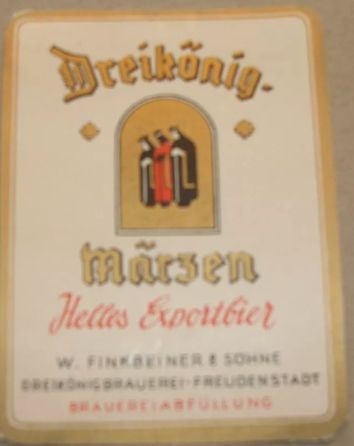 Dreikönig-
Märzen
Helles Exportbier
W. FINKBEINER & SÖHNE
DREIKÖNIGBRAUEREI-FREUDENSTADT
BRAUEREIABFÜLLUNG